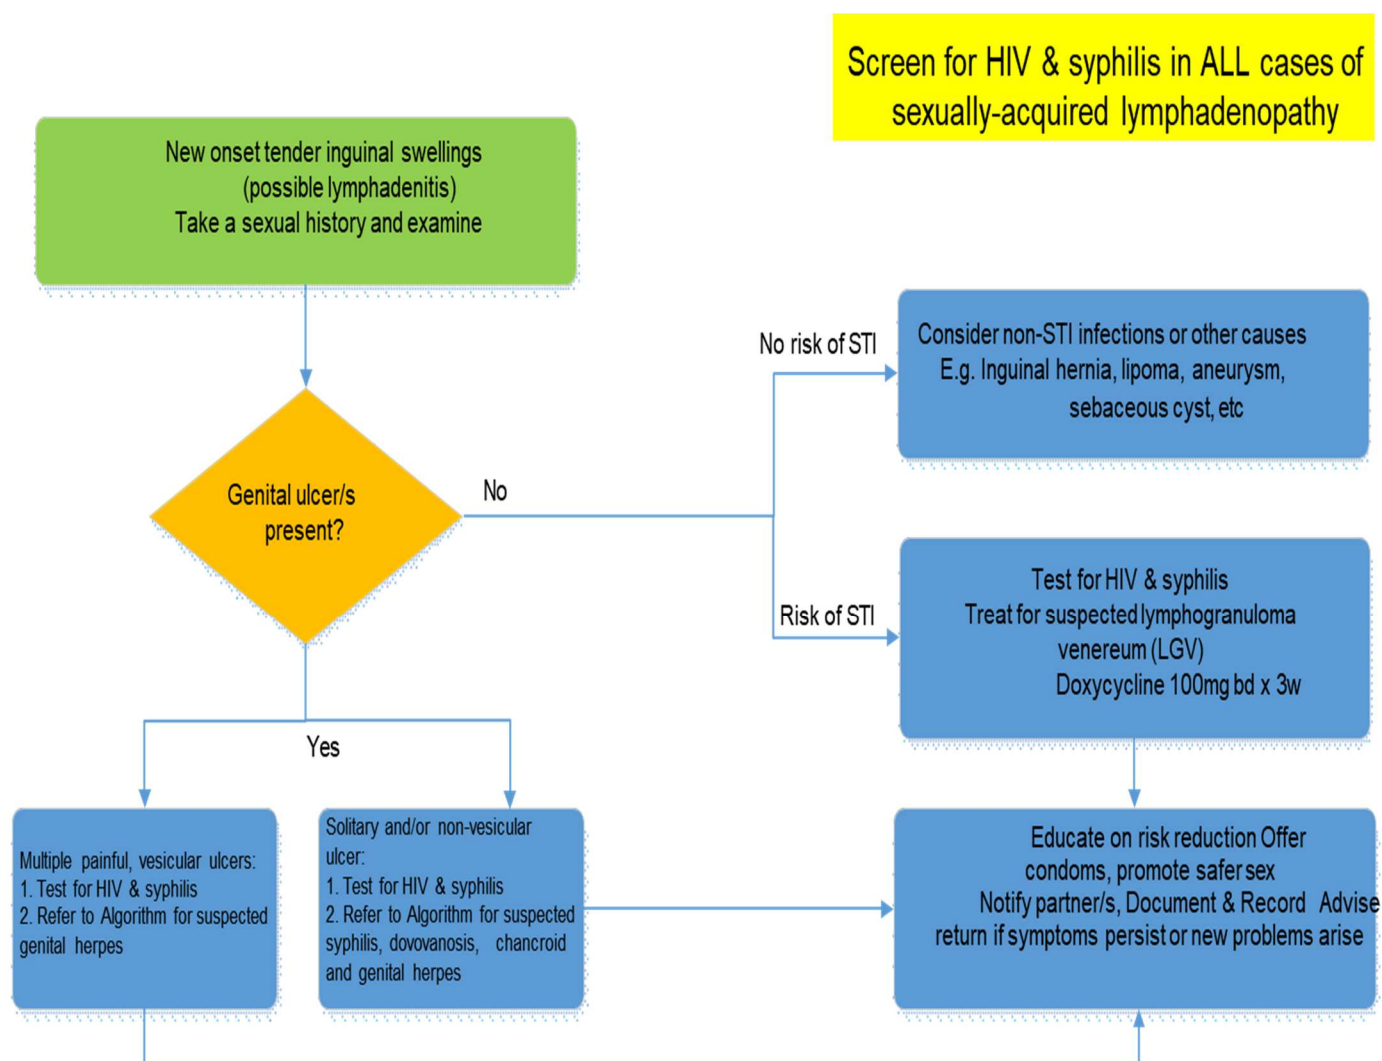 Screen for HIV & syphilis in ALL cases of
sexually-acquired lymphadenopathy
New onset tender inguinal swellings
(possible lymphadenitis)
Take a sexual history and examine
Genital ulcer/s
present?
No
No risk of STI
Consider non-STI infections or other causes
E.g. Inguinal hernia, lipoma, aneurysm,
sebaceous cyst, etc
Risk of STI
Test for HIV & syphilis
Treat for suspected lymphogranuloma
venereum (LGV)
Doxycycline 100mg bd x 3w
Yes
Multiple painful, vesicular ulcers:
1. Test for HIV & syphilis
2. Refer to Algorithm for suspected
genital herpes
Solitary and/or non-vesicular
ulcer:
1. Test for HIV & syphilis
2. Refer to Algorithm for suspected
syphilis, dovovanosis, chancroid
and genital herpes
Educate on risk reduction Offer
condoms, promote safer sex
Notify partner/s, Document & Record Advise
return if symptoms persist or new problems arise